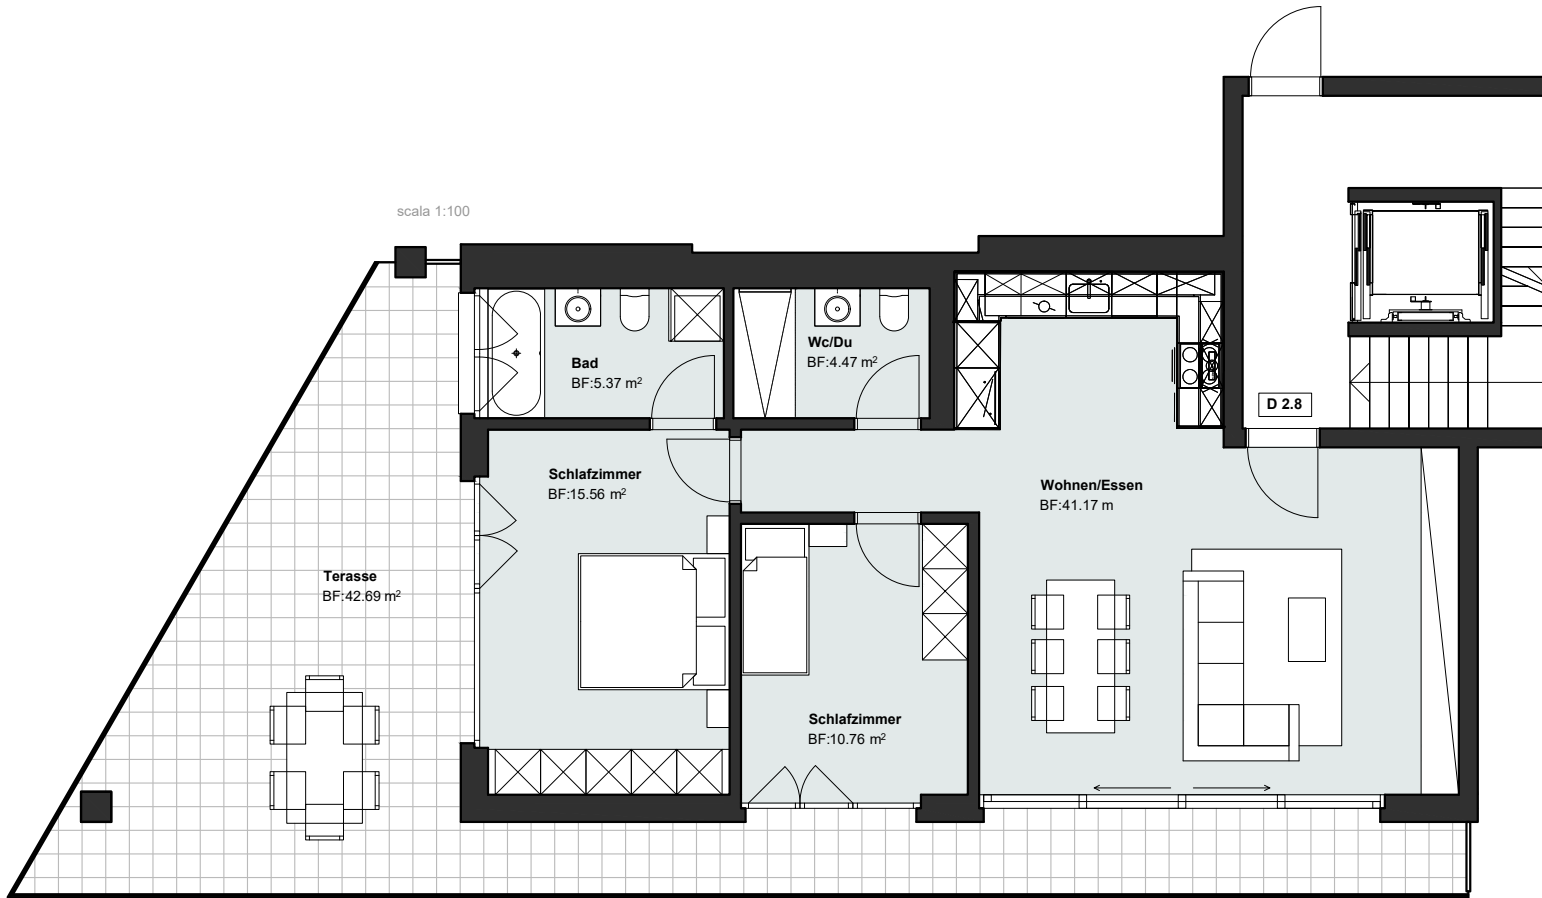 scala 1:100
Bad
BF:5.37 m²
Wc/Du
BF:4.47 m²
D 2.8
Schlafzimmer
BF:15.56 m²
Wohnen/Essen
BF:41.17 m
Terasse
BF:42.69 m²
Schlafzimmer
BF:10.76 m²